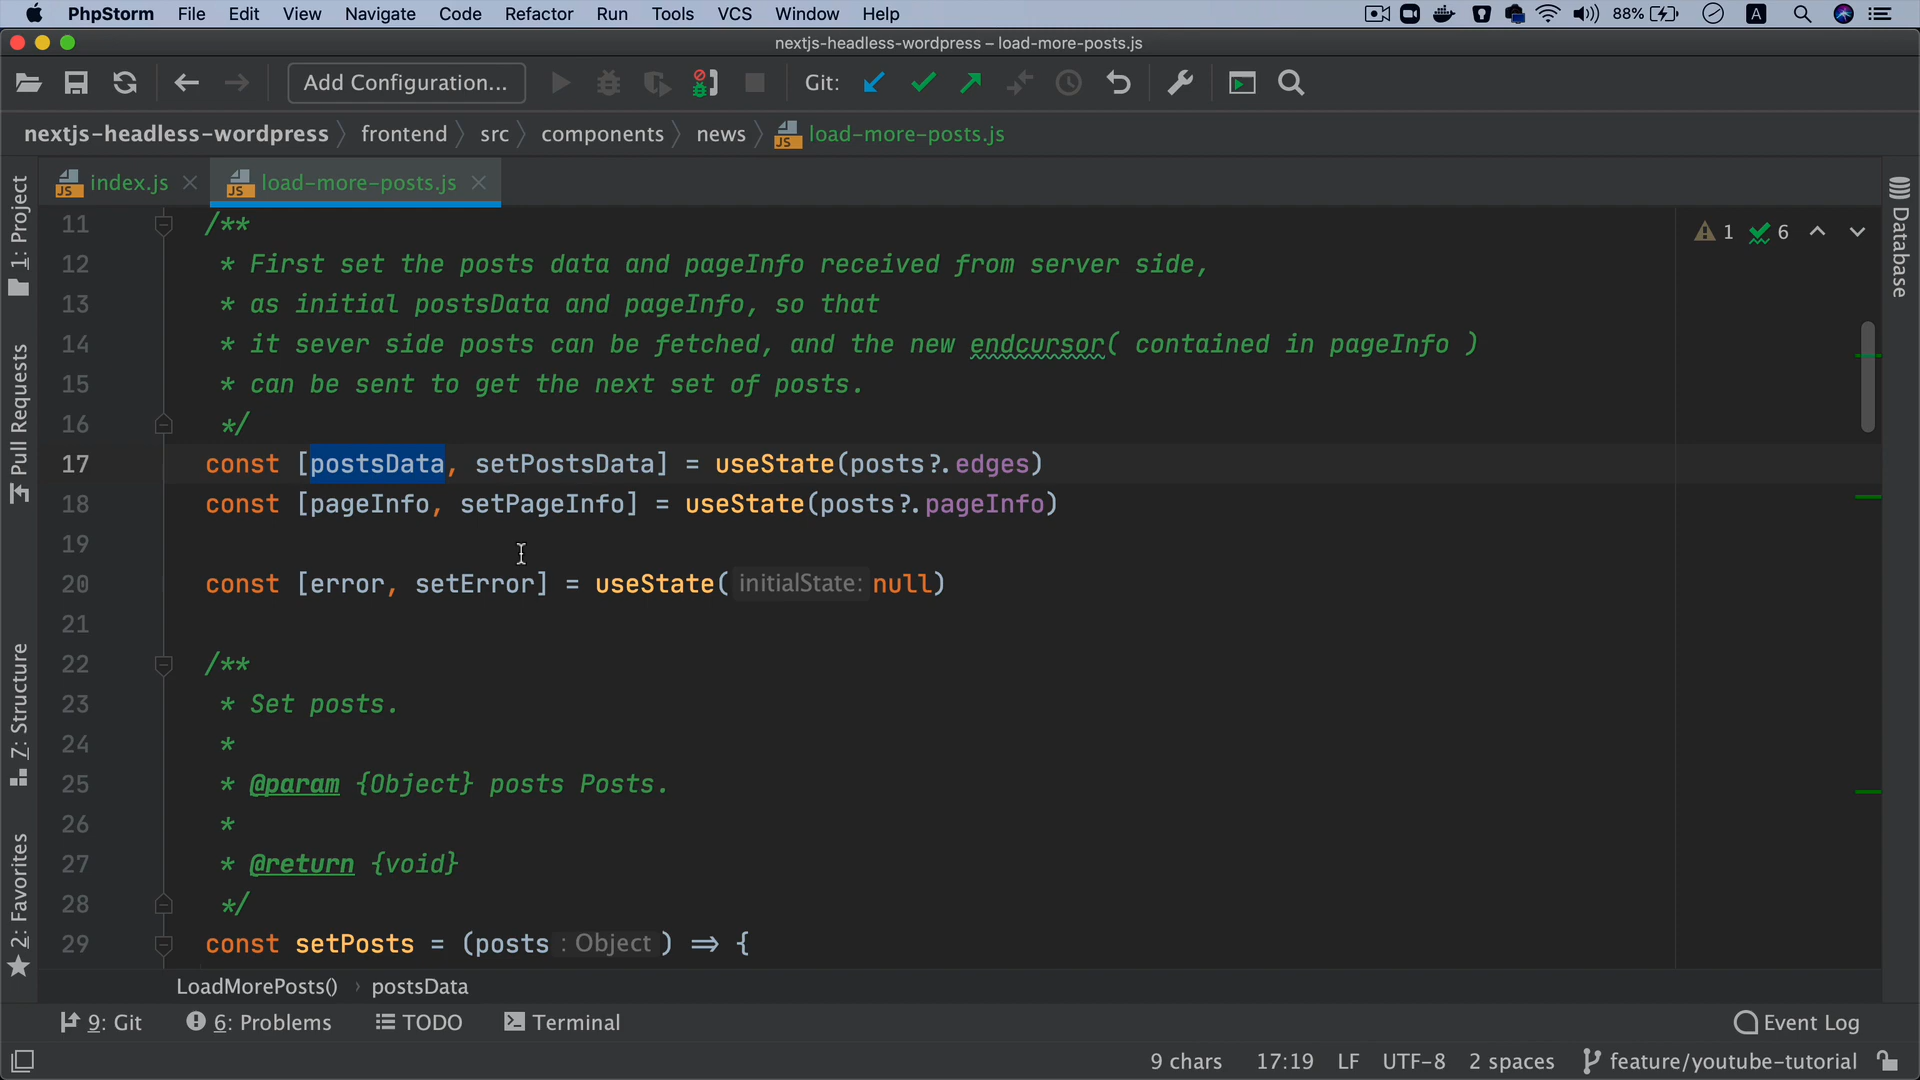 PhpStorm File Edit View Navigate Code Refactor Run Tools VCS Window Help 88% A
nextjs-headless-wordpress – load-more-posts.js
Add Configuration... Git:
nextjs-headless-wordpress frontend src components news JS load-more-posts.js
JS index.js JS load-more-posts.js
1: Project
Pull Requests
Z: Structure
2: Favorites
Database
1 6
11 /**
12 * First set the posts data and pageInfo received from server side,
13 * as initial postsData and pageInfo, so that
14 * it sever side posts can be fetched, and the new endcursor( contained in pageInfo )
15 * can be sent to get the next set of posts.
16 */
17 const [postsData, setPostsData] = useState(posts?.edges)
18 const [pageInfo, setPageInfo] = useState(posts?.pageInfo)
19
20 const [error, setError] = useState( initialState: null)
21
22 /**
23 * Set posts.
24 *
25 * @param {Object} posts Posts.
26 *
27 * @return {void}
28 */
29 const setPosts = (posts : Object ) => {
LoadMorePosts() › postsData
9: Git 6: Problems TODO Terminal Event Log
9 chars 17:19 LF UTF-8 2 spaces feature/youtube-tutorial